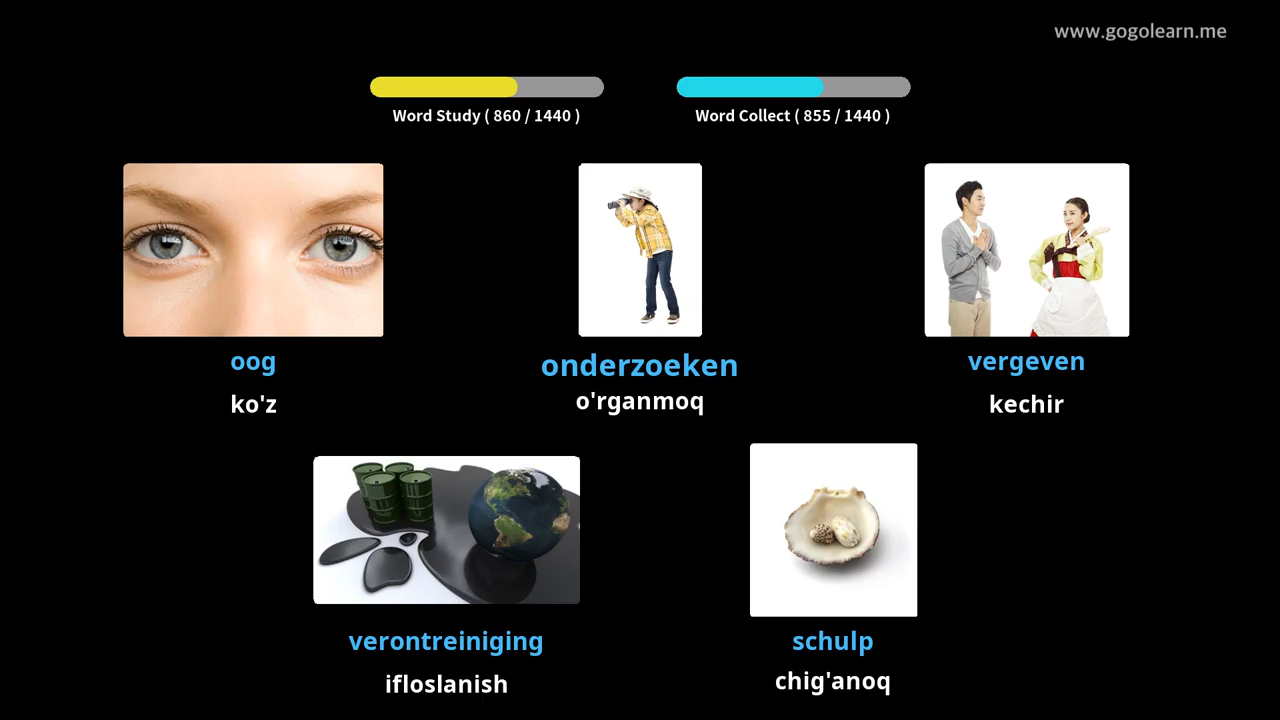 www.gogolearn.me
Word Study ( 860 / 1440 )
Word Collect ( 855 / 1440 )
oog
ko'z
onderzoeken
o'rganmoq
vergeven
kechir
verontreiniging
ifloslanish
schulp
chig'anoq